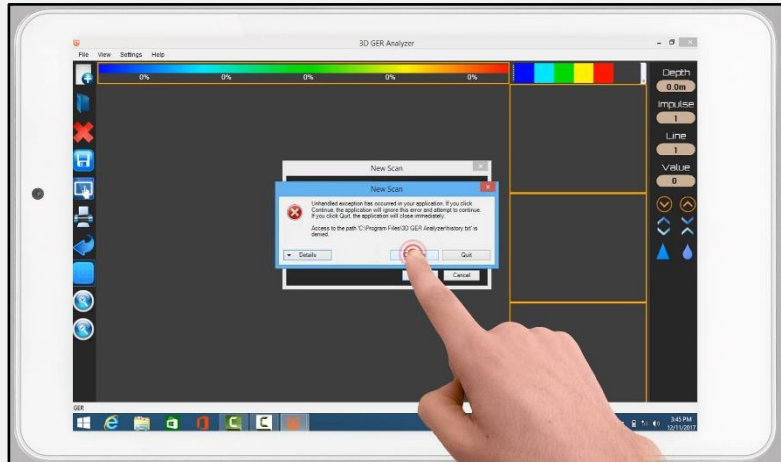 3D GER Analyzer
File View Settings Help
0% 0% 0% 0% 0%
Depth
0.0m
Impulse
1
Line
1
Value
0
New Scan
New Scan
Unhandled exception has occurred in your application. If you click
Continue, the application will ignore this error and attempt to continue.
If you click Quit, the application will close immediately.
Access to the path 'C:\Program Files\3D GER Analyzer\history.txt' is
denied.
Details Quit
Cancel
GER
3:45 PM
12/11/2017